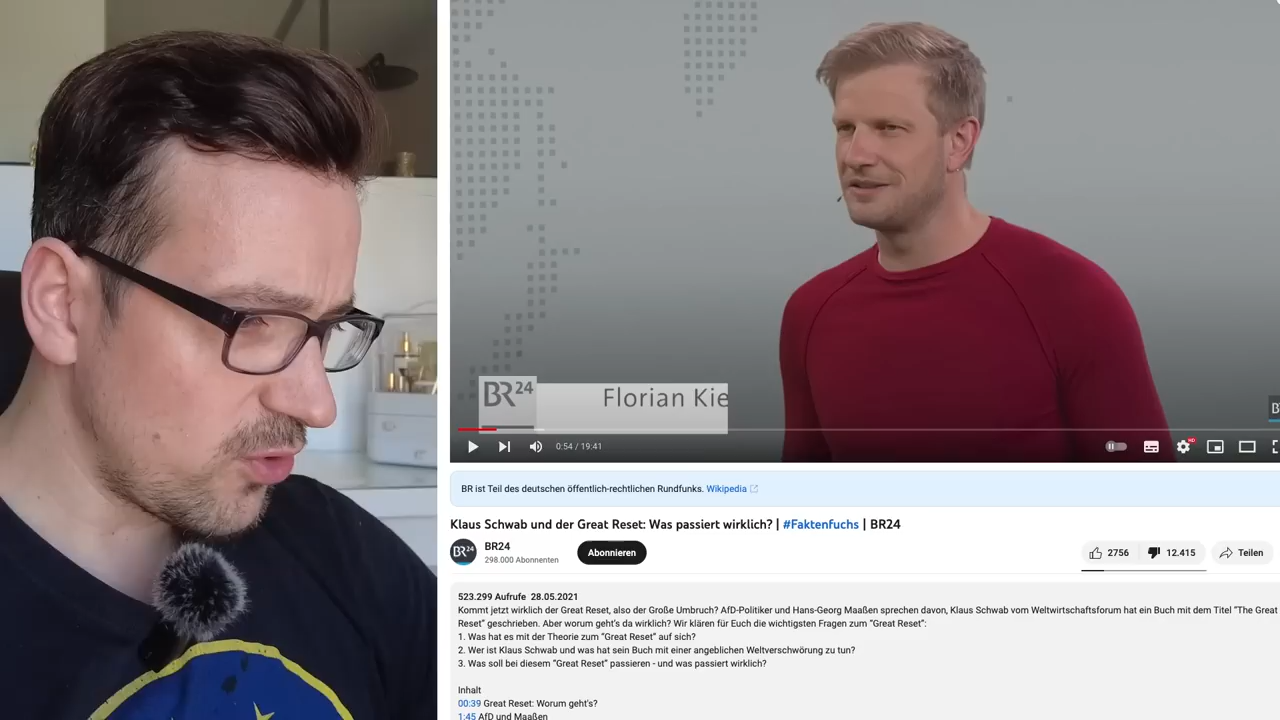 BR24
Florian Kie
0:54 / 19:41
HD
BR ist Teil des deutschen öffentlich-rechtlichen Rundfunks. Wikipedia
Klaus Schwab und der Great Reset: Was passiert wirklich? | #Faktenfuchs | BR24
BR24
BR24
298.000 Abonnenten
Abonnieren
2756
12.415
Teilen
523.299 Aufrufe 28.05.2021
Kommt jetzt wirklich der Great Reset, also der Große Umbruch? AfD-Politiker und Hans-Georg Maaßen sprechen davon, Klaus Schwab vom Weltwirtschaftsforum hat ein Buch mit dem Titel "The Great
Reset" geschrieben. Aber worum geht's da wirklich? Wir klären für Euch die wichtigsten Fragen zum "Great Reset":
1. Was hat es mit der Theorie zum "Great Reset" auf sich?
2. Wer ist Klaus Schwab und was hat sein Buch mit einer angeblichen Weltverschwörung zu tun?
3. Was soll bei diesem "Great Reset" passieren - und was passiert wirklich?
Inhalt
00:39 Great Reset: Worum geht's?
1:45 AfD und Maaßen